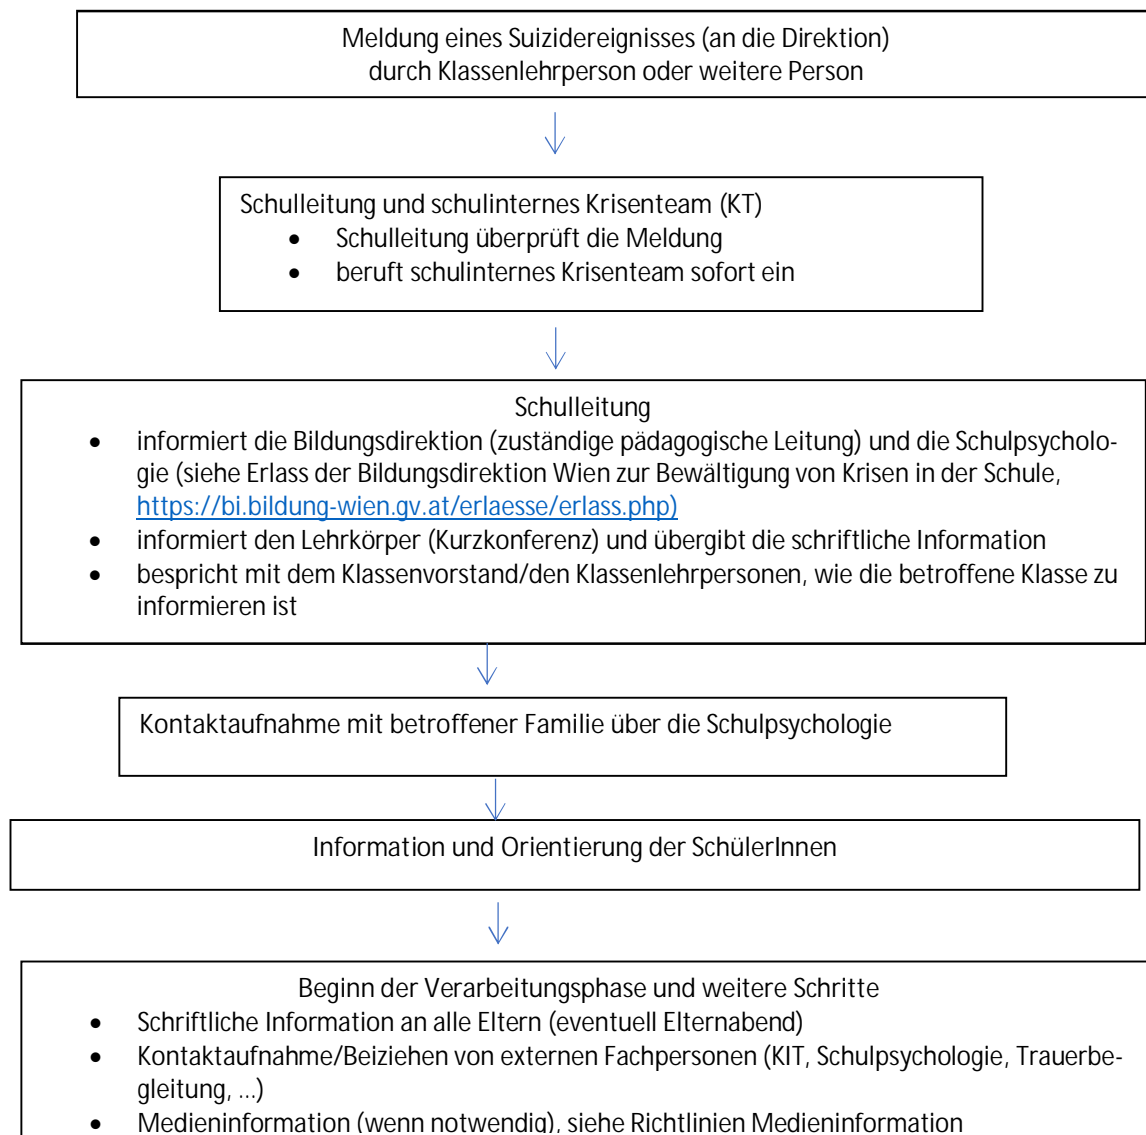 Meldung eines Suizidereignisses (an die Direktion)
durch Klassenlehrperson oder weitere Person
Schulleitung und schulinternes Krisenteam (KT)
• Schulleitung überprüft die Meldung
• beruft schulinternes Krisenteam sofort ein
Schulleitung
• informiert die Bildungsdirektion (zuständige pädagogische Leitung) und die Schulpsycholo-
gie (siehe Erlass der Bildungsdirektion Wien zur Bewältigung von Krisen in der Schule,
https://bi.bildung-wien.gv.at/erlaesse/erlass.php)
• informiert den Lehrkörper (Kurzkonferenz) und übergibt die schriftliche Information
• bespricht mit dem Klassenvorstand/den Klassenlehrpersonen, wie die betroffene Klasse zu
informieren ist
Kontaktaufnahme mit betroffener Familie über die Schulpsychologie
Information und Orientierung der SchülerInnen
Beginn der Verarbeitungsphase und weitere Schritte
• Schriftliche Information an alle Eltern (eventuell Elternabend)
• Kontaktaufnahme/Beiziehen von externen Fachpersonen (KIT, Schulpsychologie, Trauerbe-
gleitung, ...)
• Medieninformation (wenn notwendig), siehe Richtlinien Medieninformation